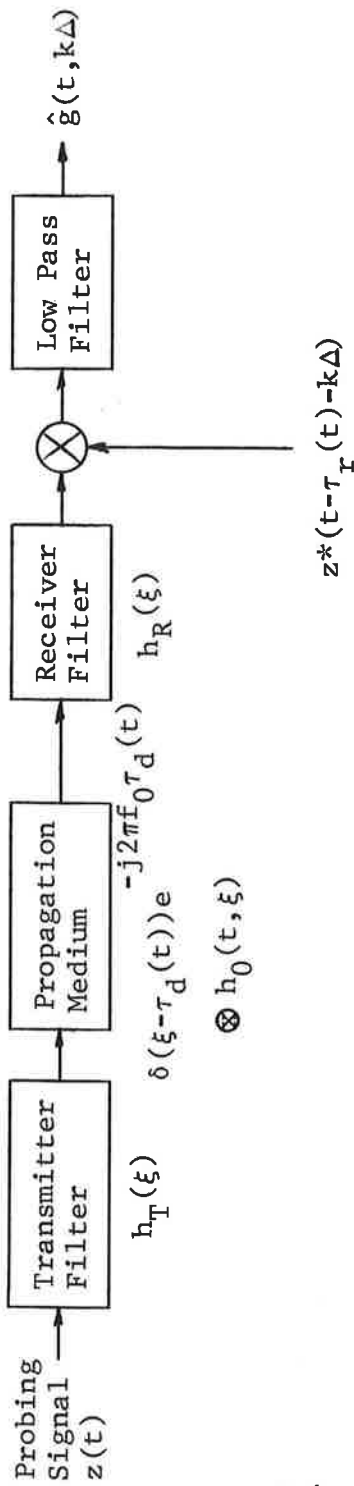 Probing
Signal
z(t)
Transmitter
Filter
h_T(ξ)
Propagation
Medium
δ(ξ-τ_d(t))e^{-j2πf_0τ_d(t)}
⊗ h_0(t,ξ)
Receiver
Filter
h_R(ξ)
z*(t-τ_r(t)-kΔ)
Low Pass
Filter
ĝ(t,kΔ)